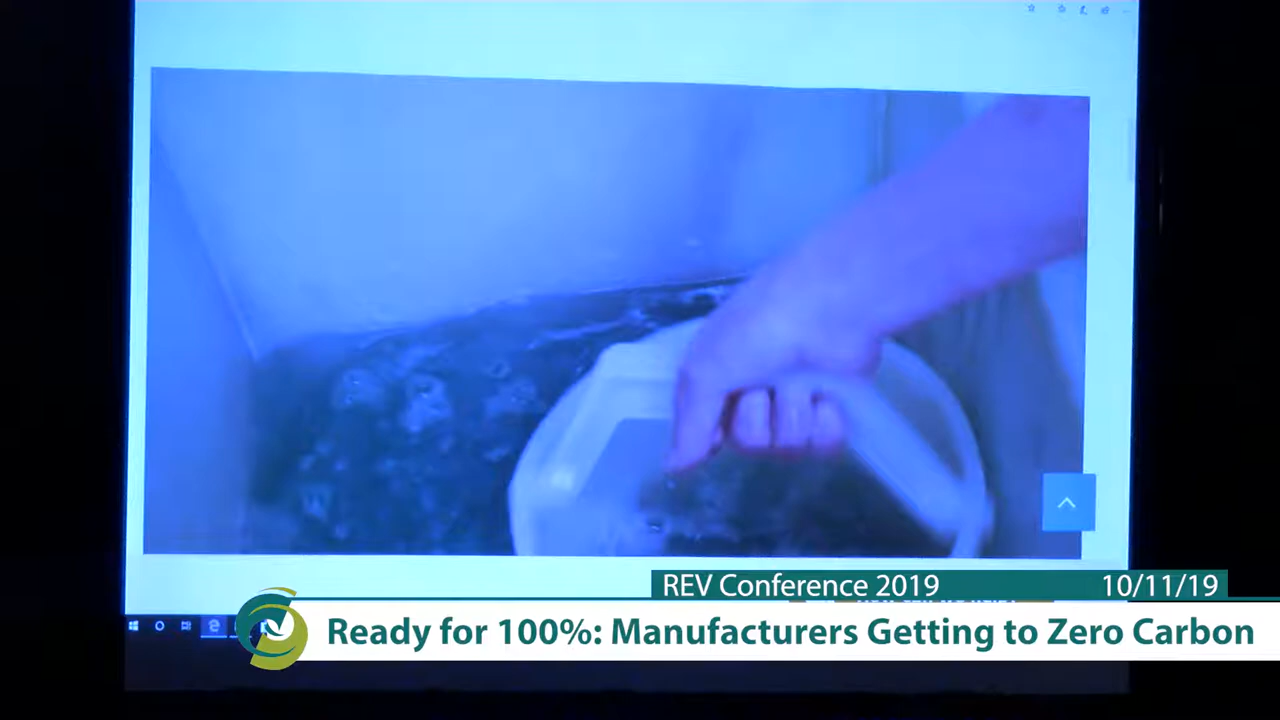 REV Conference 2019 10/11/19
Ready for 100%: Manufacturers Getting to Zero Carbon